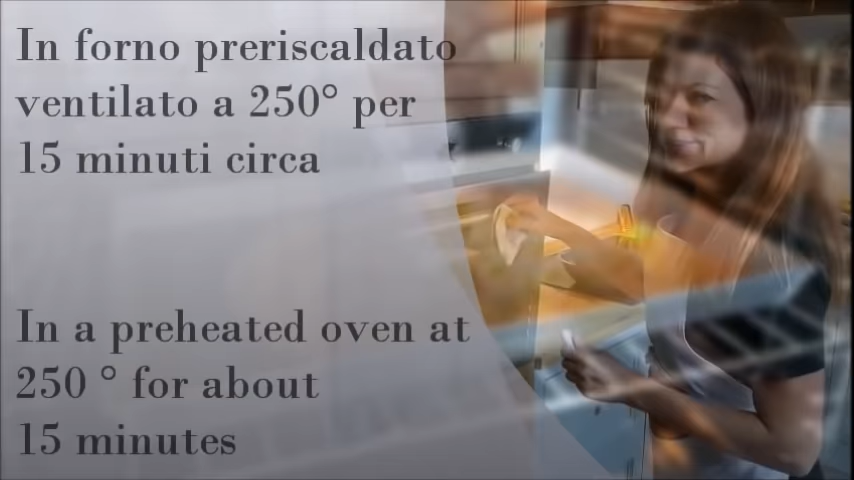 In forno preriscaldato
ventilato a 250° per
15 minuti circa
In a preheated oven at
250 ° for about
15 minutes